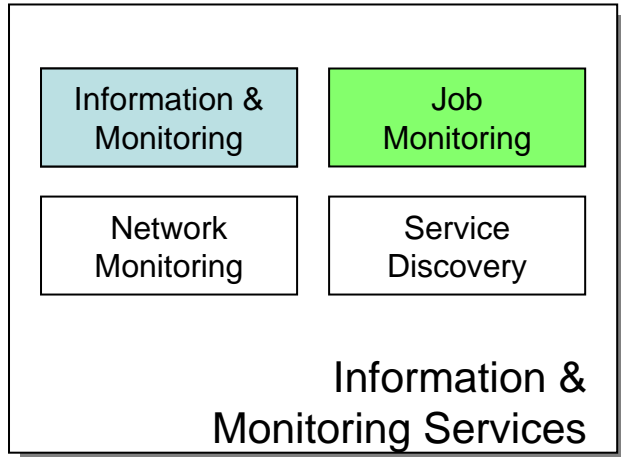 Information &
Monitoring
Job
Monitoring
Network
Monitoring
Service
Discovery
Information &
Monitoring Services